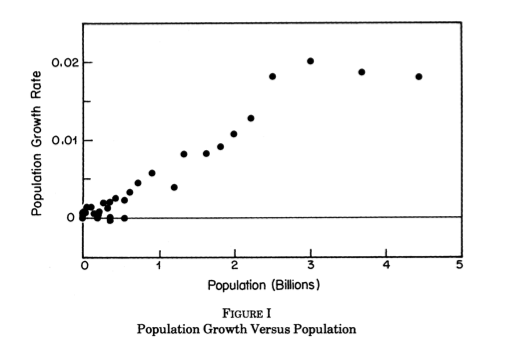 Population Growth Rate
0.02
0.01
0
0 1 2 3 4 5
Population (Billions)
FIGURE I
Population Growth Versus Population